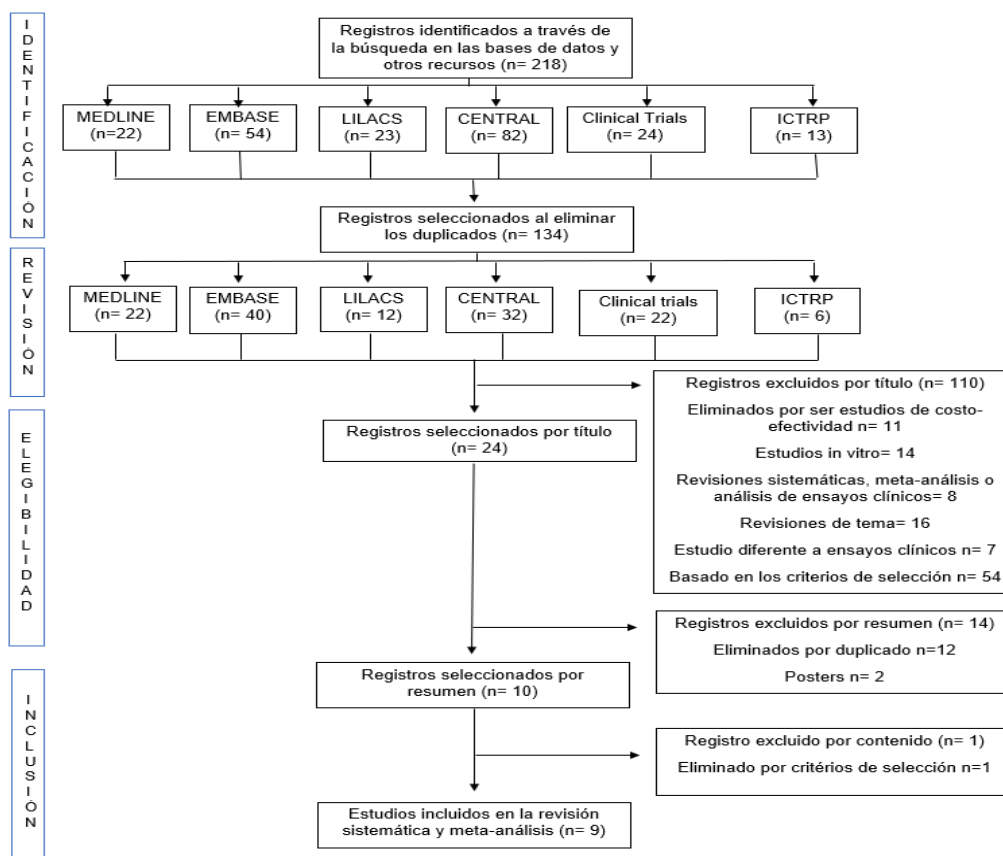 IDENTIFICACIÓN
Registros identificados a través de
la búsqueda en las bases de datos y
otros recursos (n= 218)
MEDLINE
(n=22)
EMBASE
(n= 54)
LILACS
(n= 23)
CENTRAL
(n= 82)
Clinical Trials
(n= 24)
ICTRP
(n= 13)
Registros seleccionados al eliminar
los duplicados (n= 134)
REVISIÓN
MEDLINE
(n= 22)
EMBASE
(n= 40)
LILACS
(n= 12)
CENTRAL
(n= 32)
Clinical trials
(n= 22)
ICTRP
(n= 6)
ELEGIBILIDAD
Registros excluidos por título (n= 110)
Eliminados por ser estudios de costo-
efectividad n= 11
Estudios in vitro= 14
Revisiones sistemáticas, meta-análisis o
análisis de ensayos clínicos= 8
Revisiones de tema= 16
Estudio diferente a ensayos clínicos n= 7
Basado en los criterios de selección n= 54
Registros seleccionados por título
(n= 24)
Registros excluidos por resumen (n= 14)
Eliminados por duplicado n=12
Posters n= 2
INCLUSIÓN
Registros seleccionados por
resumen (n= 10)
Registro excluido por contenido (n= 1)
Eliminado por critérios de selección n=1
Estudios incluidos en la revisión
sistemática y meta-análisis (n= 9)